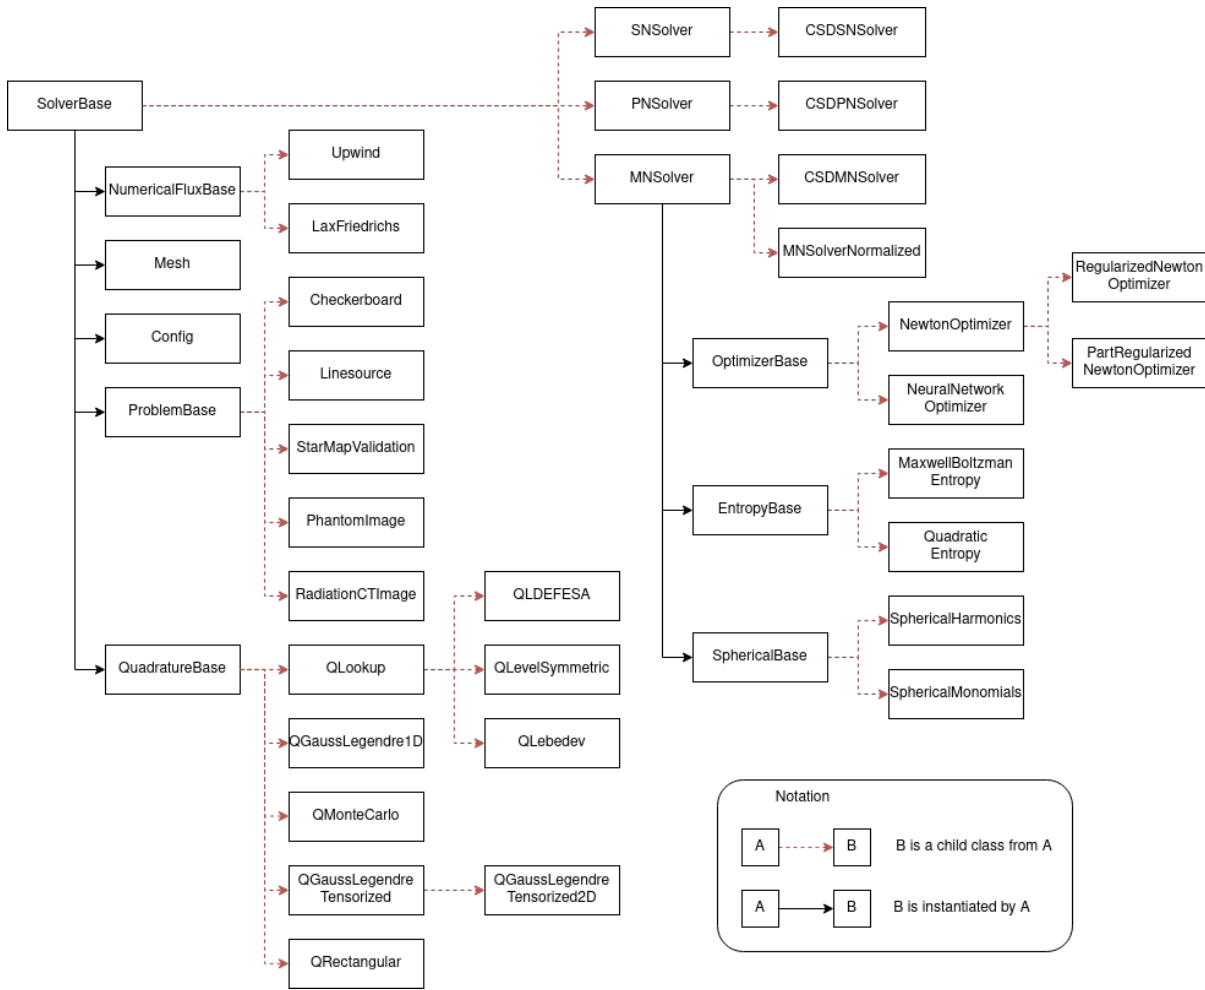 SNSolver
CSDSNSolver
SolverBase
PNSolver
CSDPNSolver
Upwind
MNSolver
CSDMNSolver
NumericalFluxBase
LaxFriedrichs
MNSolverNormalized
Mesh
RegularizedNewton
Optimizer
Checkerboard
Config
NewtonOptimizer
Linesource
OptimizerBase
PartRegularized
NewtonOptimizer
ProblemBase
NeuralNetwork
Optimizer
StarMapValidation
MaxwellBoltzman
Entropy
PhantomImage
EntropyBase
Quadratic
Entropy
RadiationCTImage
QLDEFESA
SphericalHarmonics
QuadratureBase
QLookup
QLevelSymmetric
SphericalBase
SphericalMonomials
QGaussLegendre1D
QLebedev
Notation
QMonteCarlo
A
B
B is a child class from A
QGaussLegendre
Tensorized
QGaussLegendre
Tensorized2D
A
B
B is instantiated by A
QRectangular